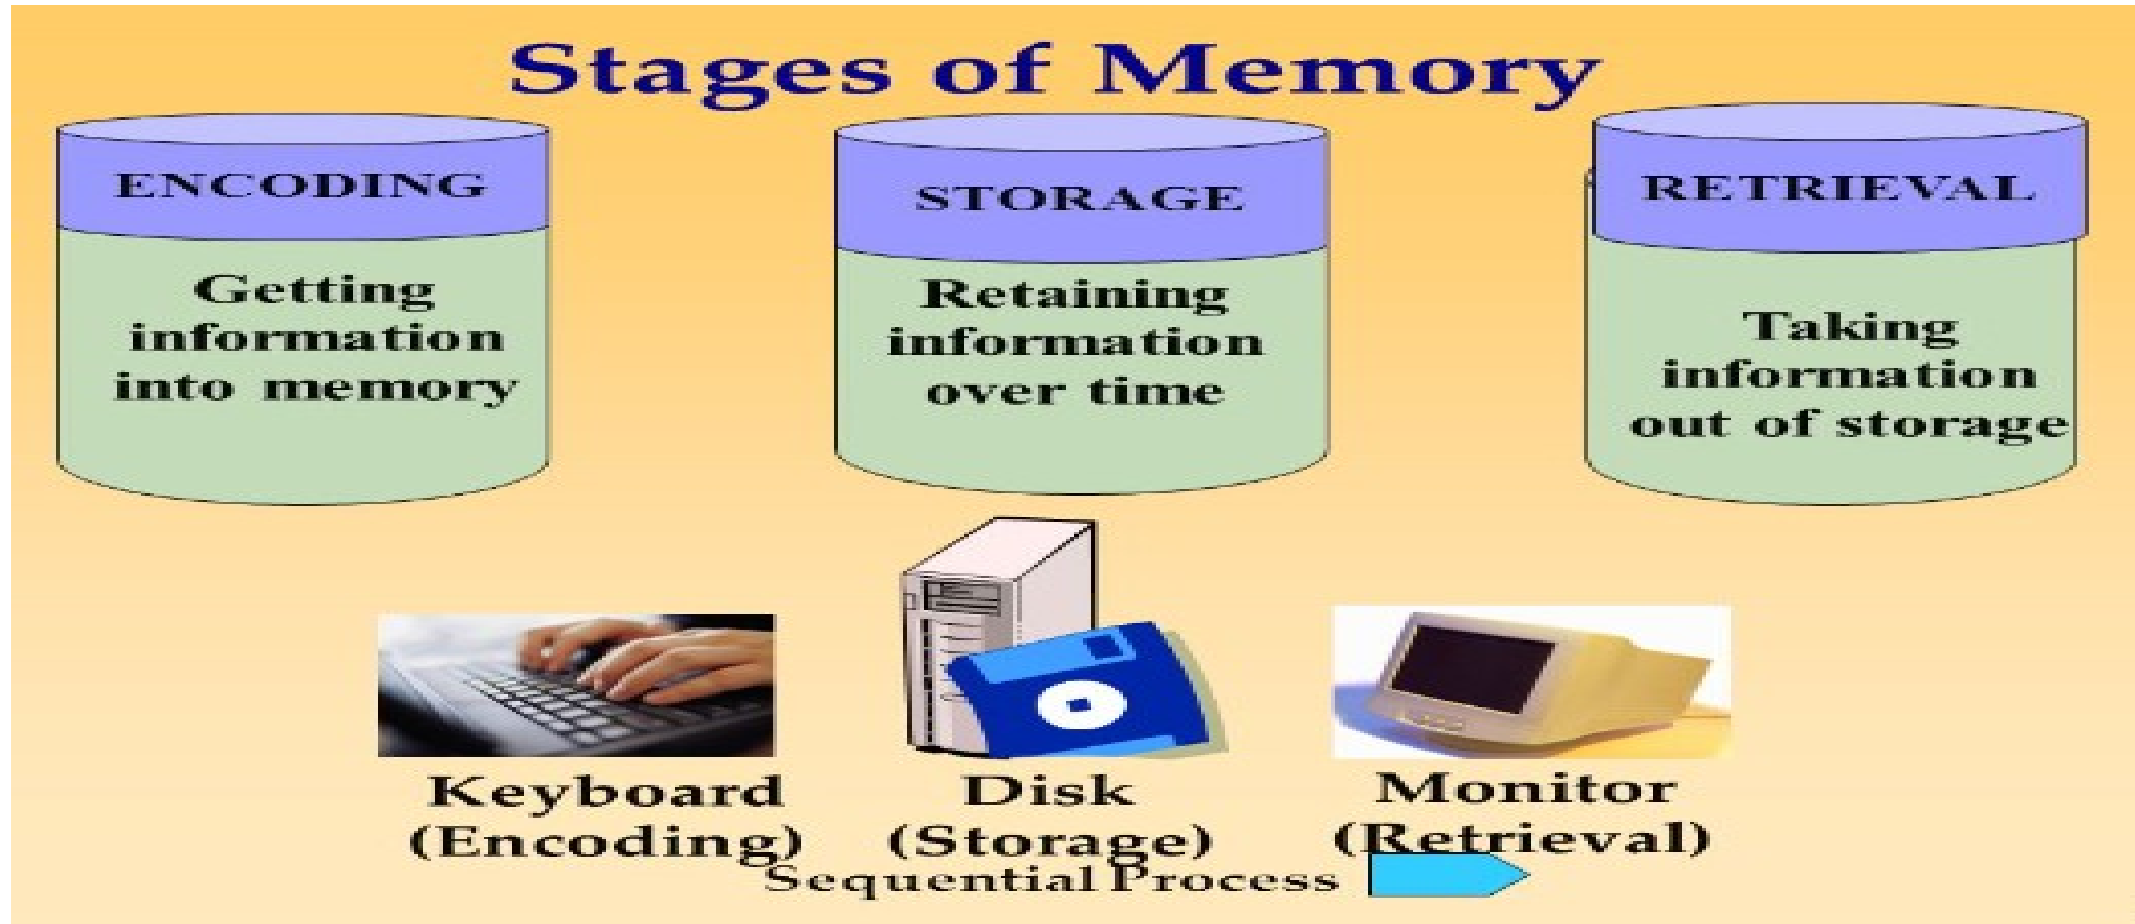 Stages of Memory
ENCODING
Getting
information
into memory
STORAGE
Retaining
information
over time
RETRIEVAL
Taking
information
out of storage
Keyboard
(Encoding)
Disk
(Storage)
Monitor
(Retrieval)
Sequential Process